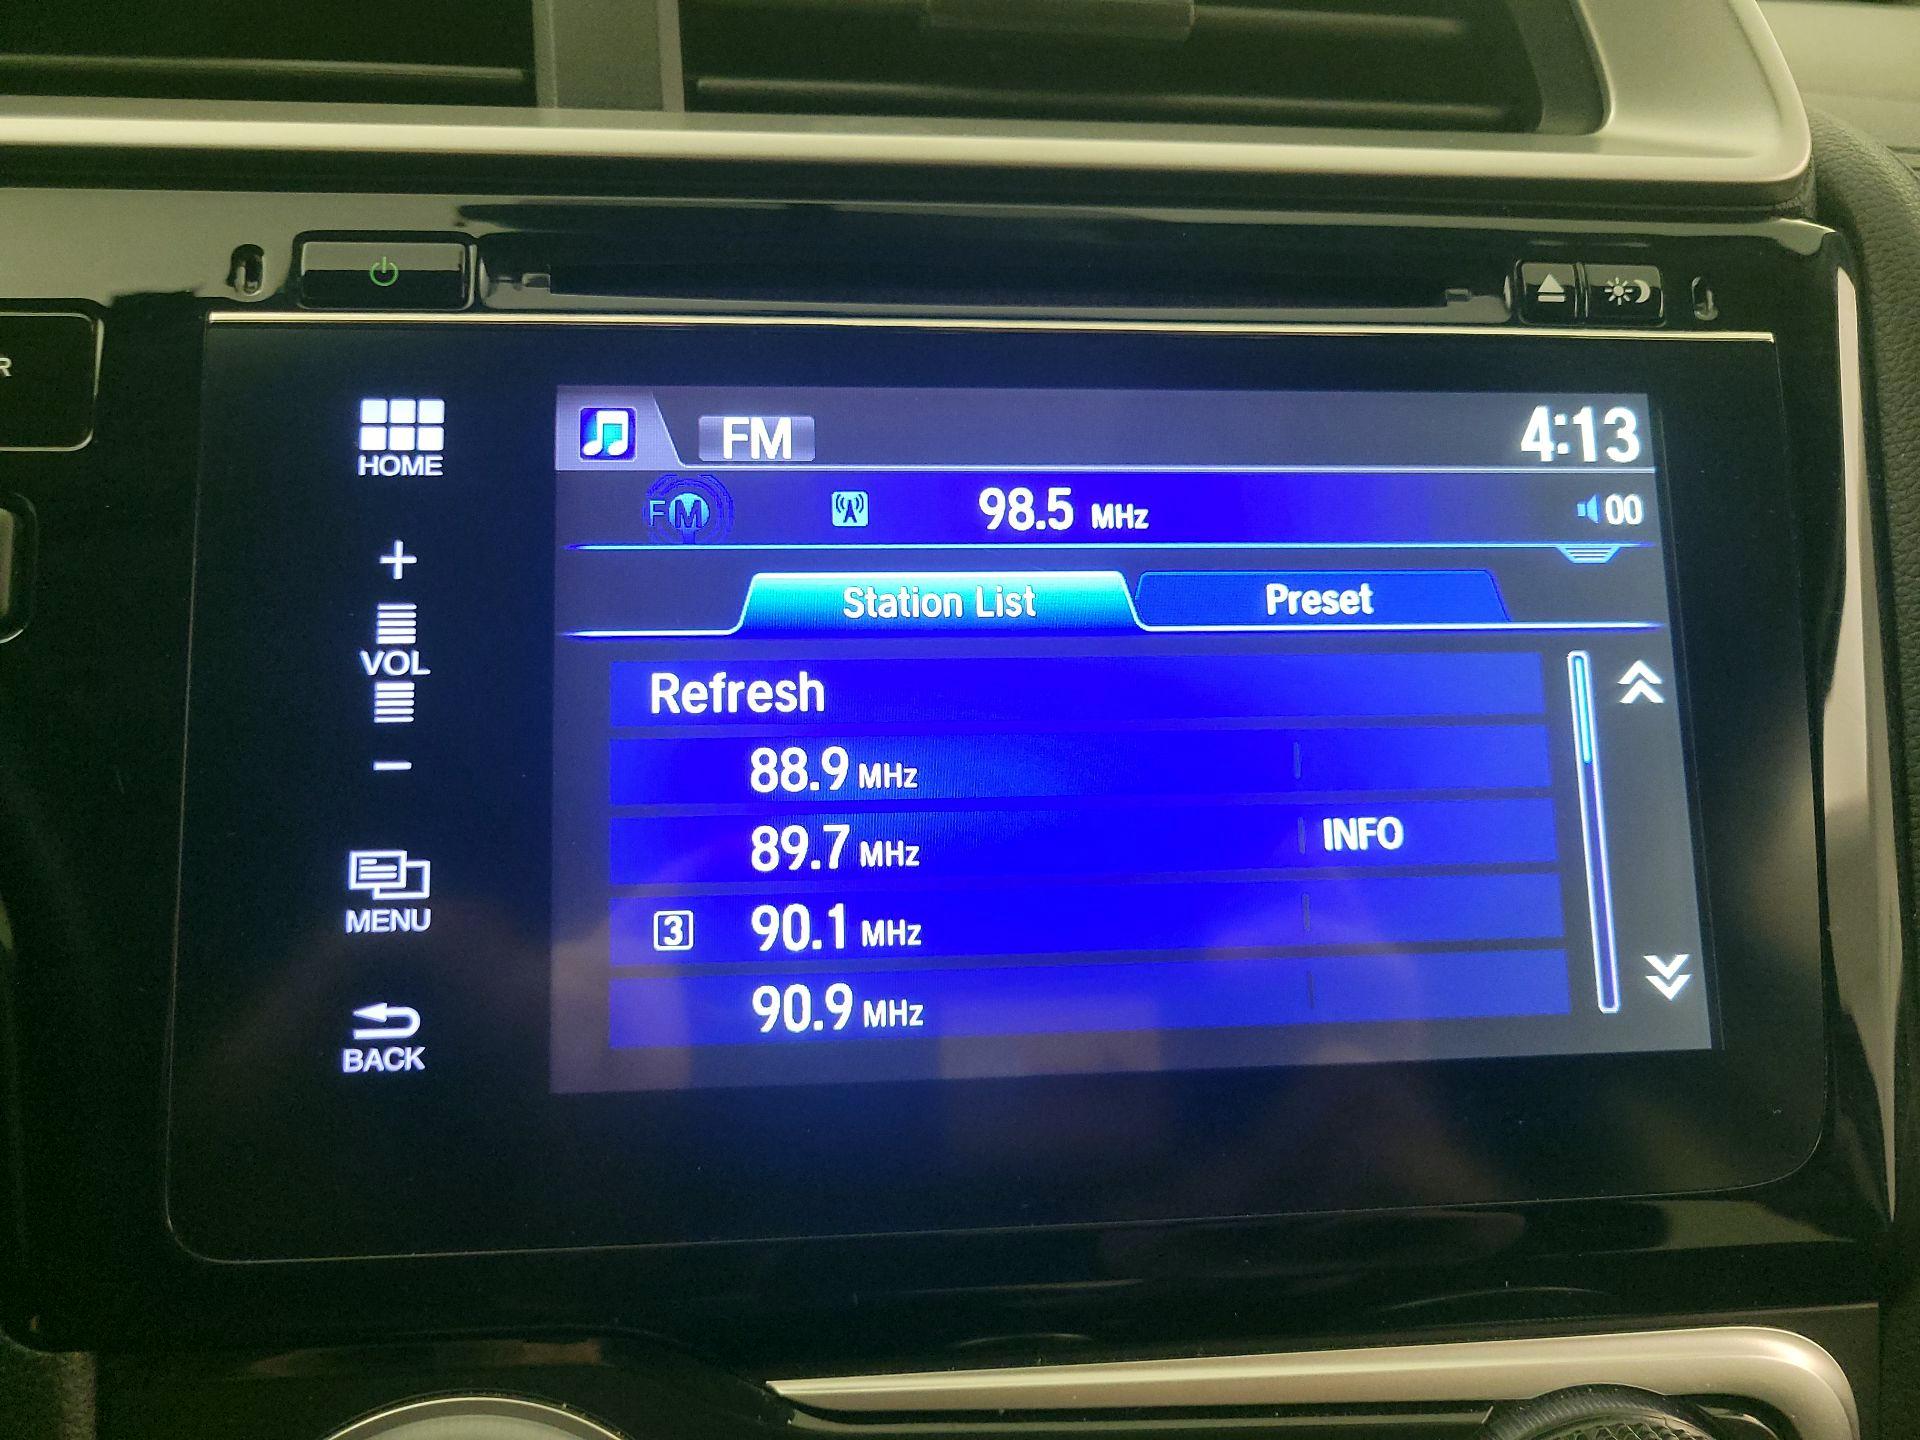 R
HOME
FM
4:13
FM
98.5 MHz
00
VOL
Station List
Preset
Refresh
88.9 MHz
89.7 MHz
INFO
MENU
3
90.1 MHz
90.9 MHz
BACK